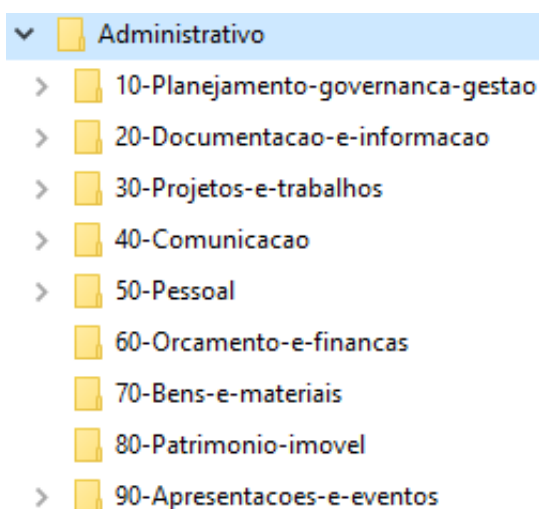 Administrativo
10-Planejamento-governanca-gestao
20-Documentacao-e-informacao
30-Projetos-e-trabalhos
40-Comunicacao
50-Pessoal
60-Orcamento-e-financas
70-Bens-e-materiais
80-Patrimonio-imovel
90-Apresentacoes-e-eventos